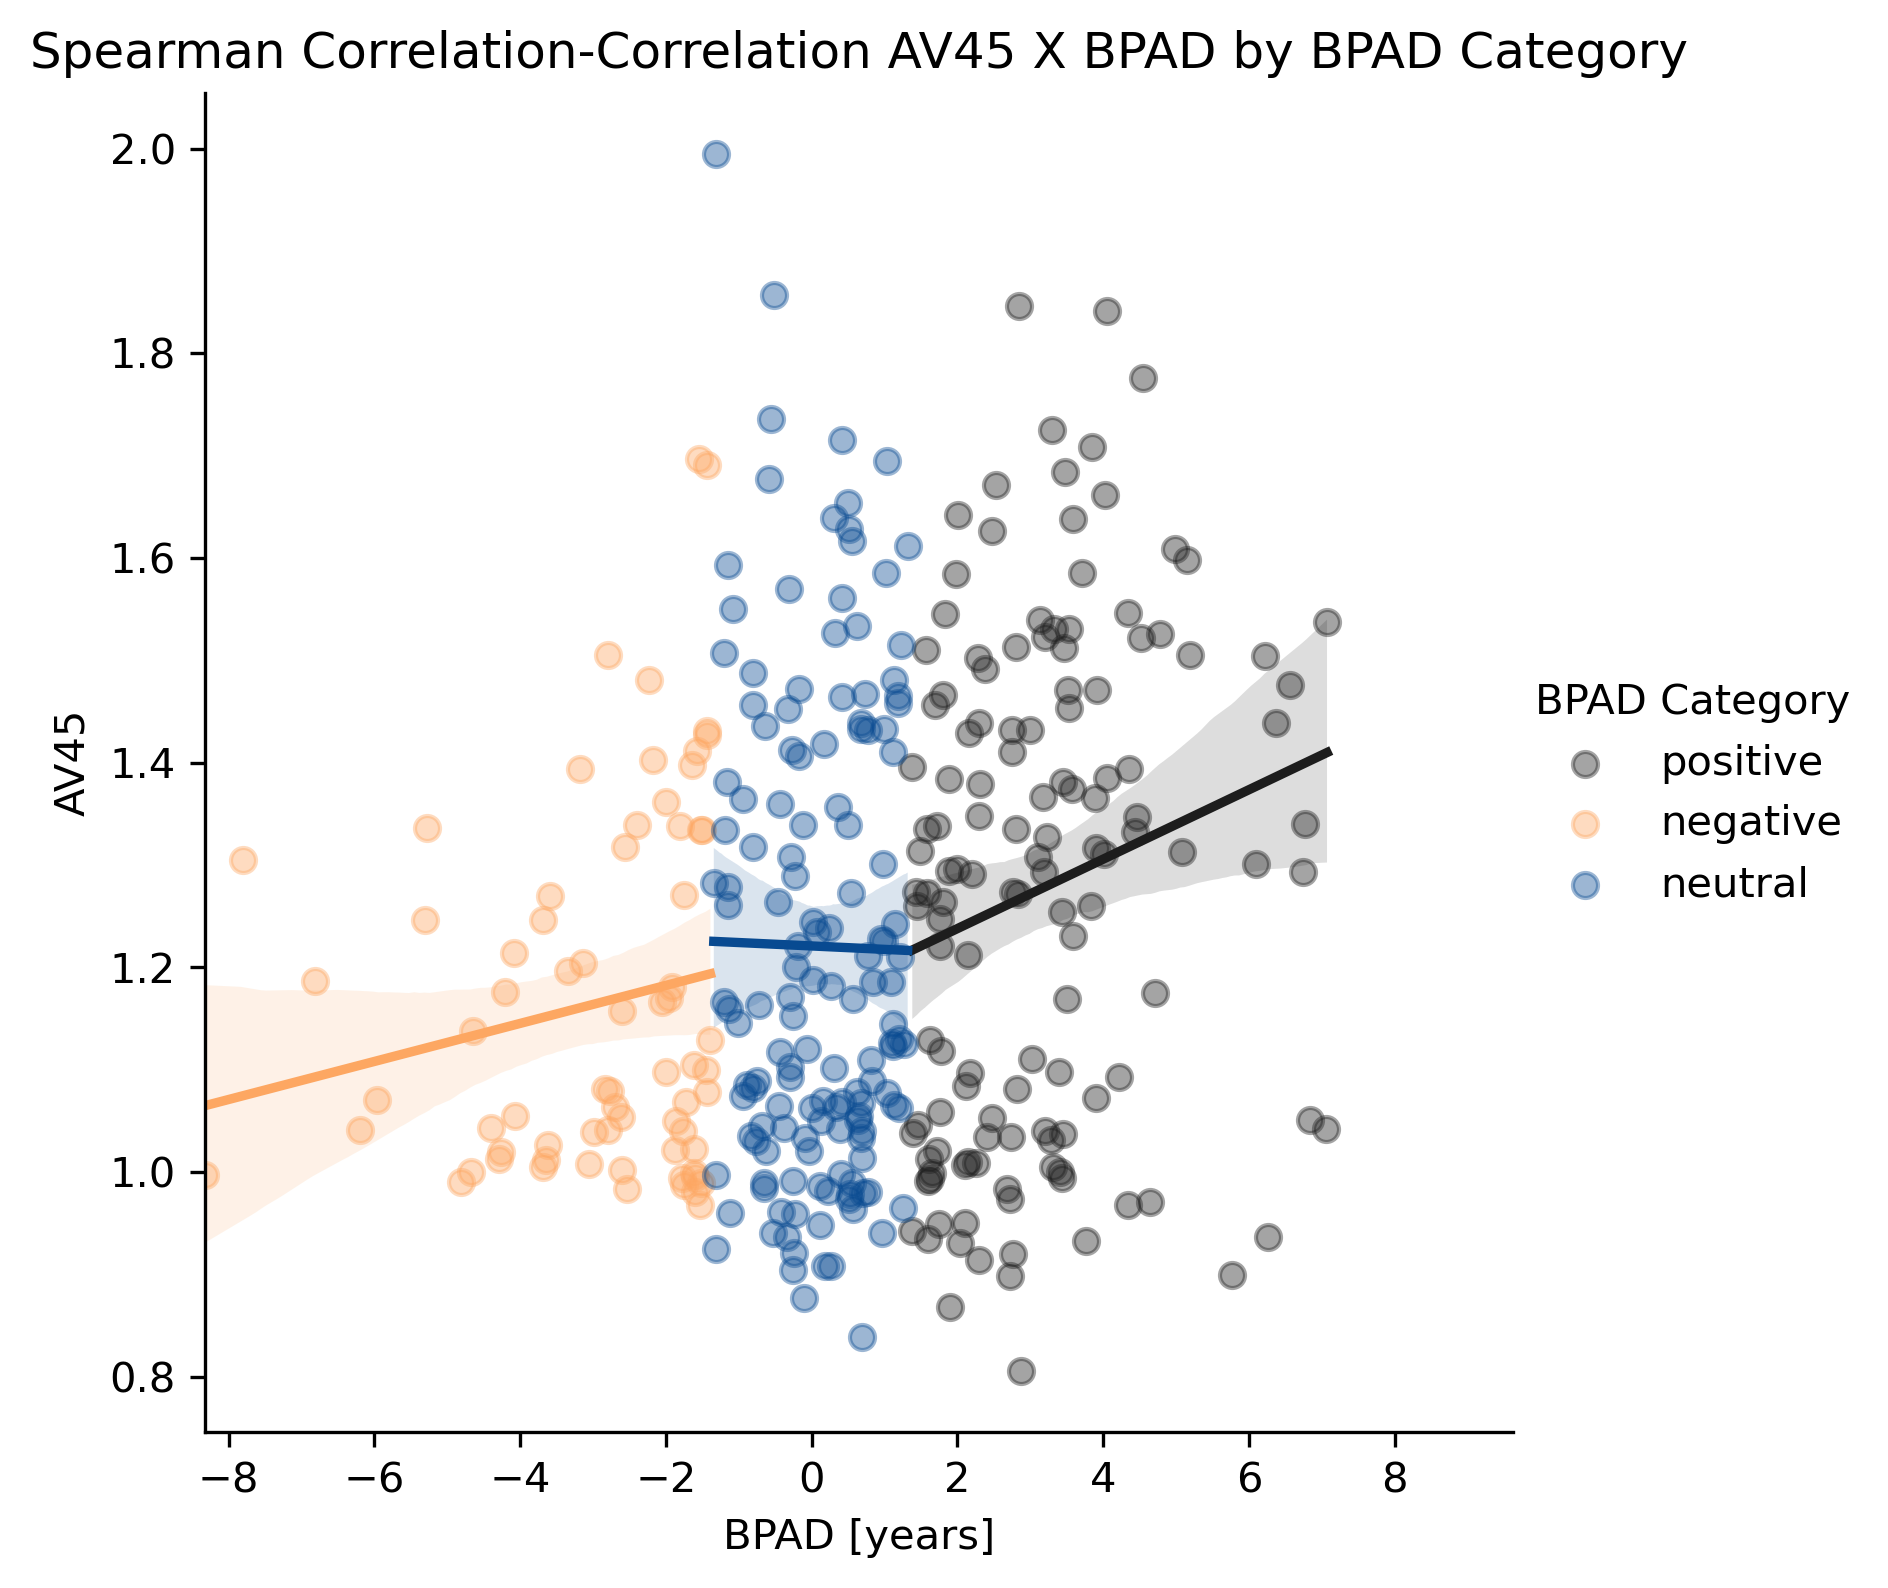 Spearman Correlation-Correlation AV45 X BPAD by BPAD Category
2.0
1.8
1.6
1.4
1.2
1.0
0.8
AV45
−8 −6 −4 −2 0 2 4 6 8
BPAD [years]
BPAD Category
positive
negative
neutral